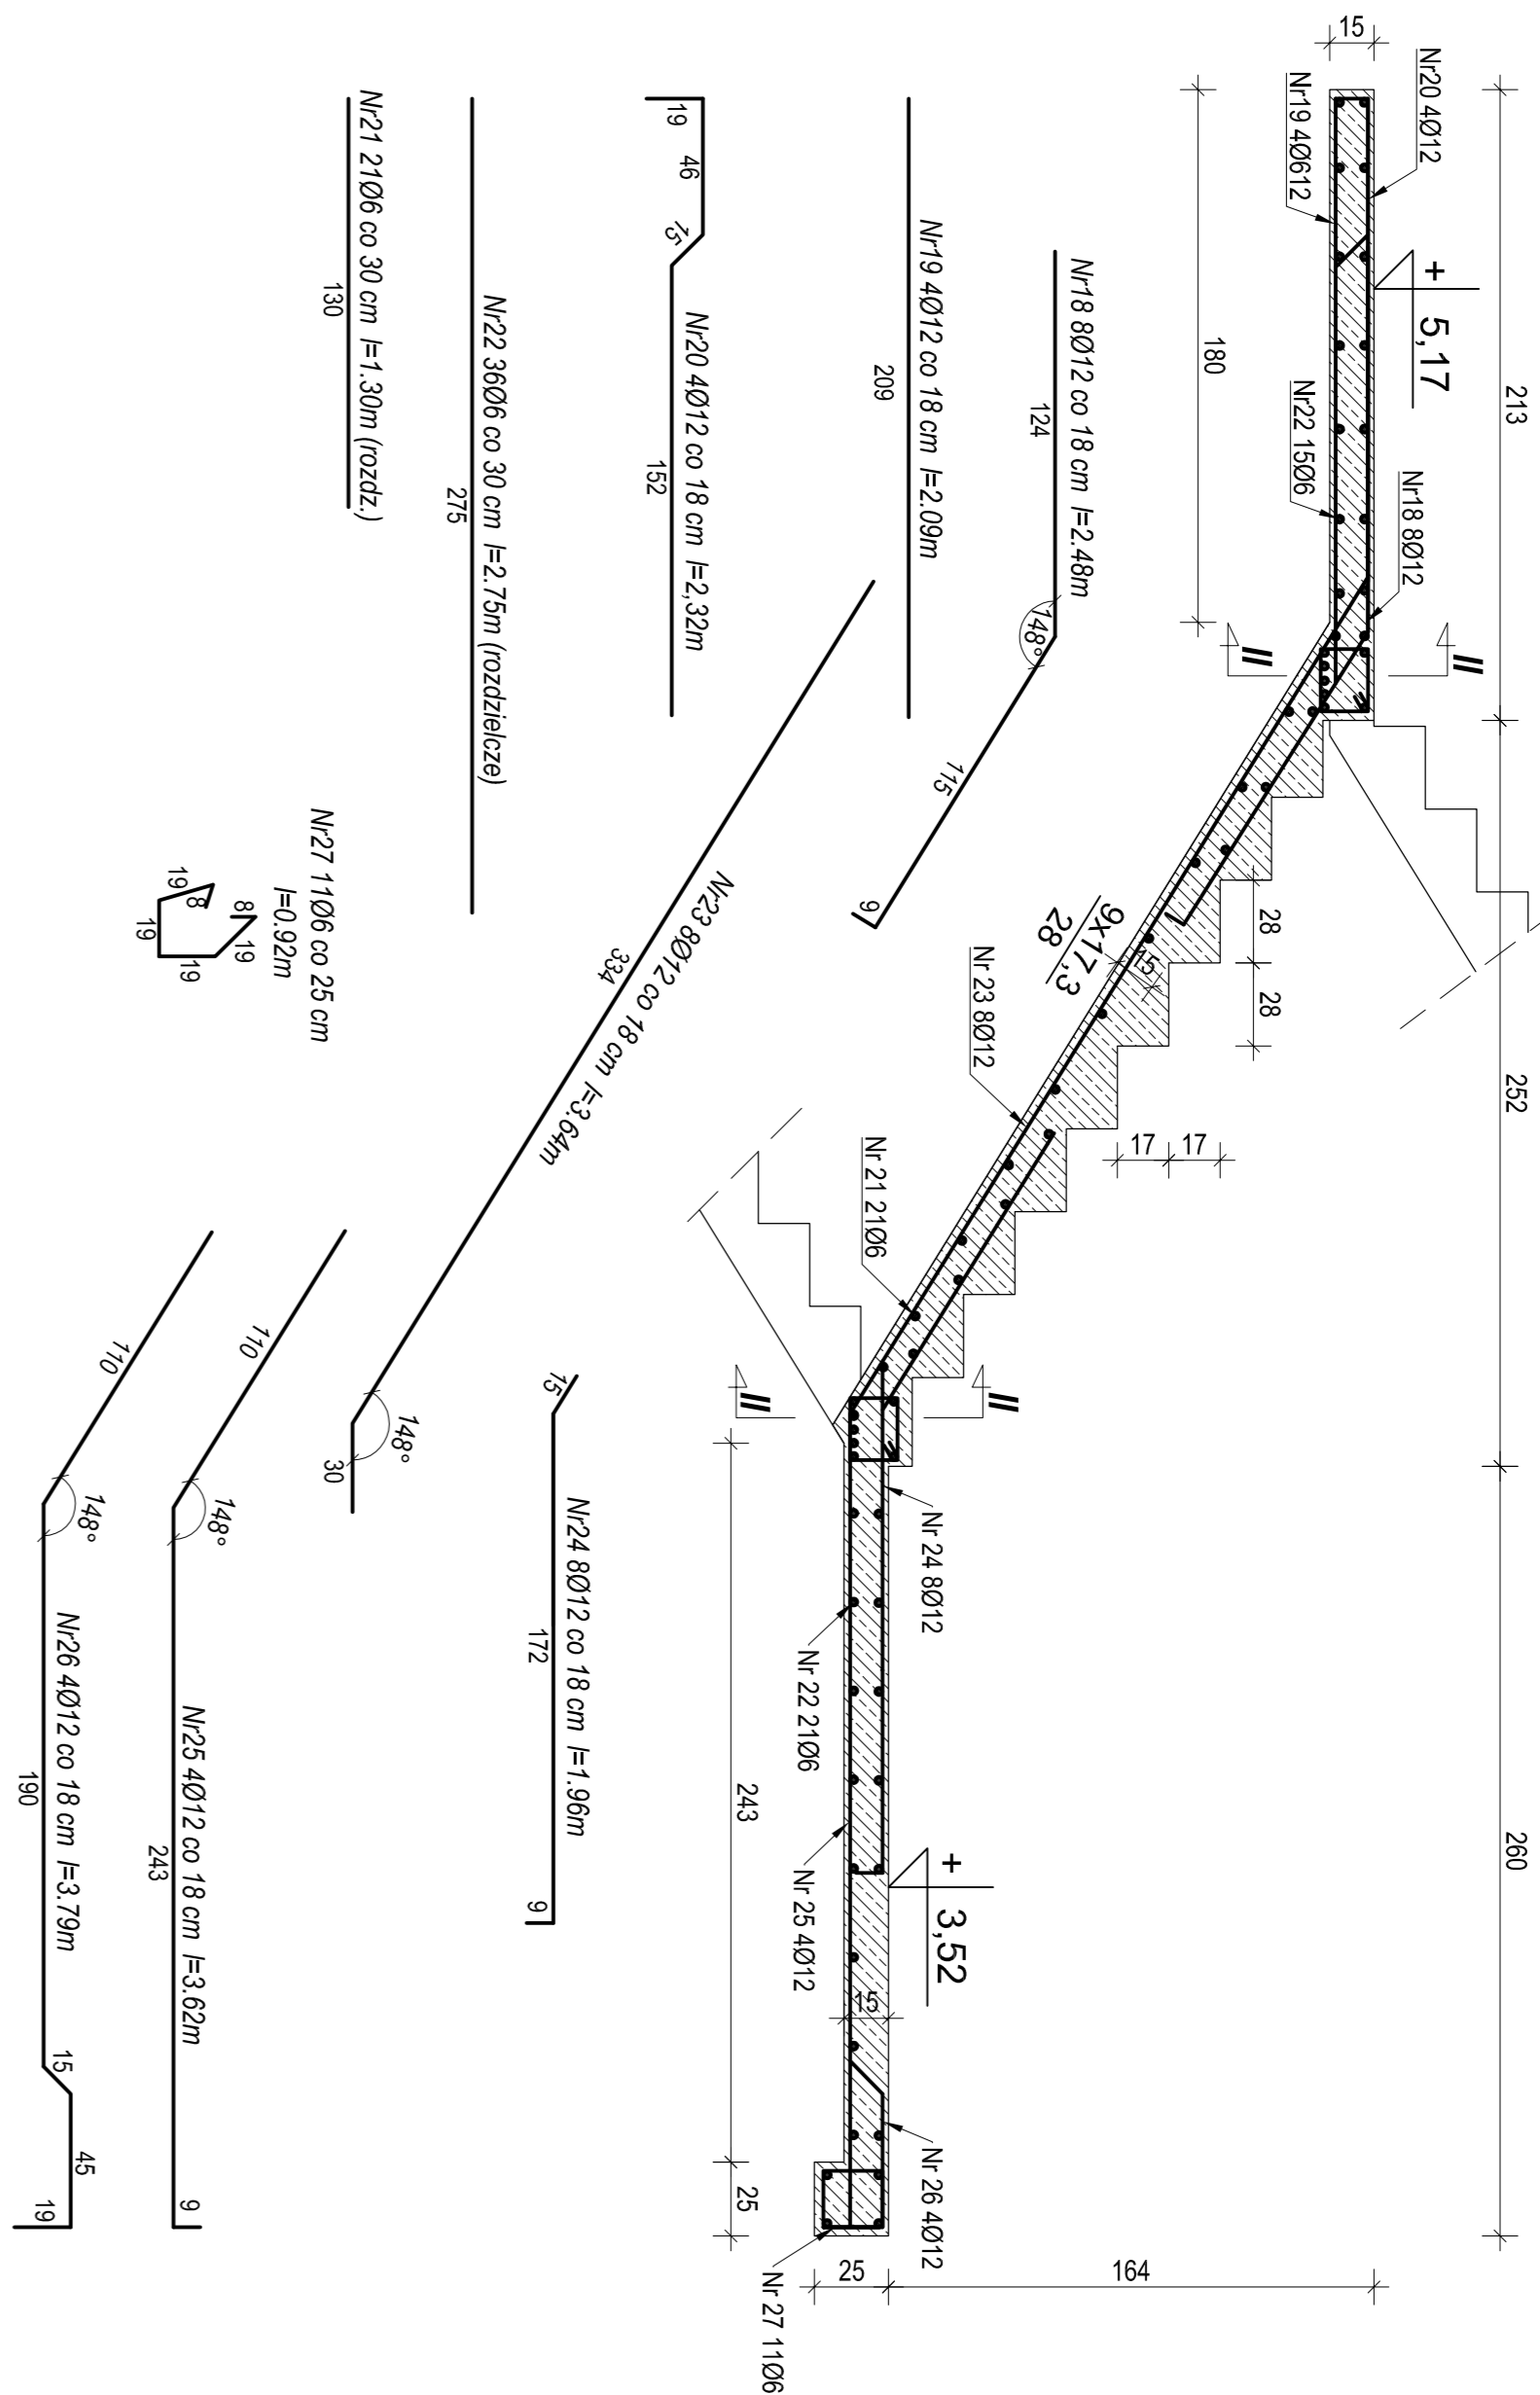 213
252
260
15
Nr20 4Ø12
Nr19 4Ø612
+ 5,17
180
Nr22 15Ø6
Nr18 8Ø12
II
II
28
28
9x17,3
28
15
17
17
Nr 23 8Ø12
Nr 21 21Ø6
II
II
Nr 24 8Ø12
Nr 22 21Ø6
243
+ 3,52
Nr 25 4Ø12
15
Nr 26 4Ø12
25
Nr 27 11Ø6
25
164
Nr18 8Ø12 co 18 cm l=2.48m
124
148°
115
9
Nr19 4Ø12 co 18 cm l=2.09m
209
Nr20 4Ø12 co 18 cm l=2,32m
19
46
15
152
Nr22 36Ø6 co 30 cm l=2.75m (rozdzielcze)
275
Nr21 21Ø6 co 30 cm l=1.30m (rozdz.)
130
Nr23 8Ø12 co 18 cm l=3.64m
334
148°
30
Nr27 11Ø6 co 25 cm
l=0.92m
8
8
19
19
19
19
Nr24 8Ø12 co 18 cm l=1.96m
15
172
9
110
148°
Nr25 4Ø12 co 18 cm l=3.62m
243
9
110
148°
Nr26 4Ø12 co 18 cm l=3.79m
190
15
45
19